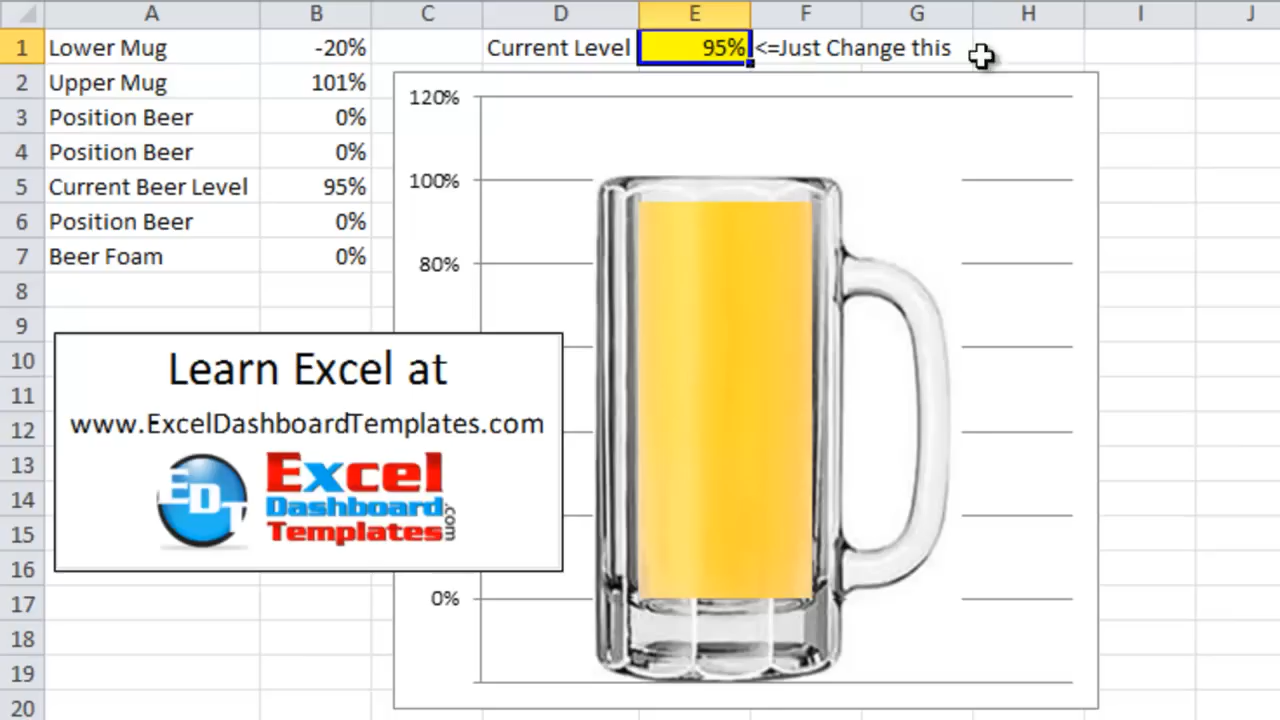 A B C D E F G H I J
1 Lower Mug -20% Current Level 95% <=Just Change this
2 Upper Mug 101%
3 Position Beer 0%
4 Position Beer 0%
5 Current Beer Level 95%
6 Position Beer 0%
7 Beer Foam 0%
8
9
10
11
12
13
14
15
16
17
18
19
20
120%
100%
80%
0%
Learn Excel at
www.ExcelDashboardTemplates.com
EDT
Excel
Dashboard
Templates
.com